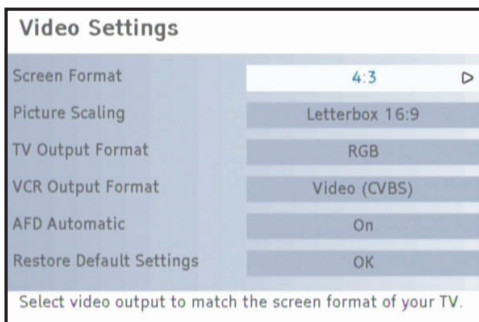 Video Settings
Screen Format 4:3
Picture Scaling Letterbox 16:9
TV Output Format RGB
VCR Output Format Video (CVBS)
AFD Automatic On
Restore Default Settings OK
Select video output to match the screen format of your TV.